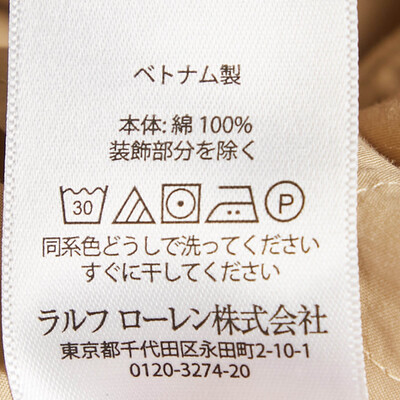 ベトナム製
本体: 綿 100%
装飾部分を除く
30 P
同系色どうしで洗ってください
すぐに干してください
ラルフ ローレン株式会社
東京都千代田区永田町2-10-1
0120-3274-20